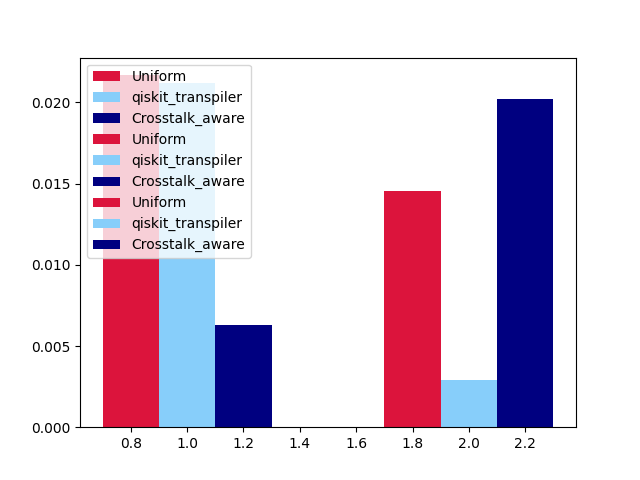 Uniform
qiskit_transpiler
Crosstalk_aware
Uniform
qiskit_transpiler
Crosstalk_aware
Uniform
qiskit_transpiler
Crosstalk_aware
0.020
0.015
0.010
0.005
0.000
0.8 1.0 1.2 1.4 1.6 1.8 2.0 2.2